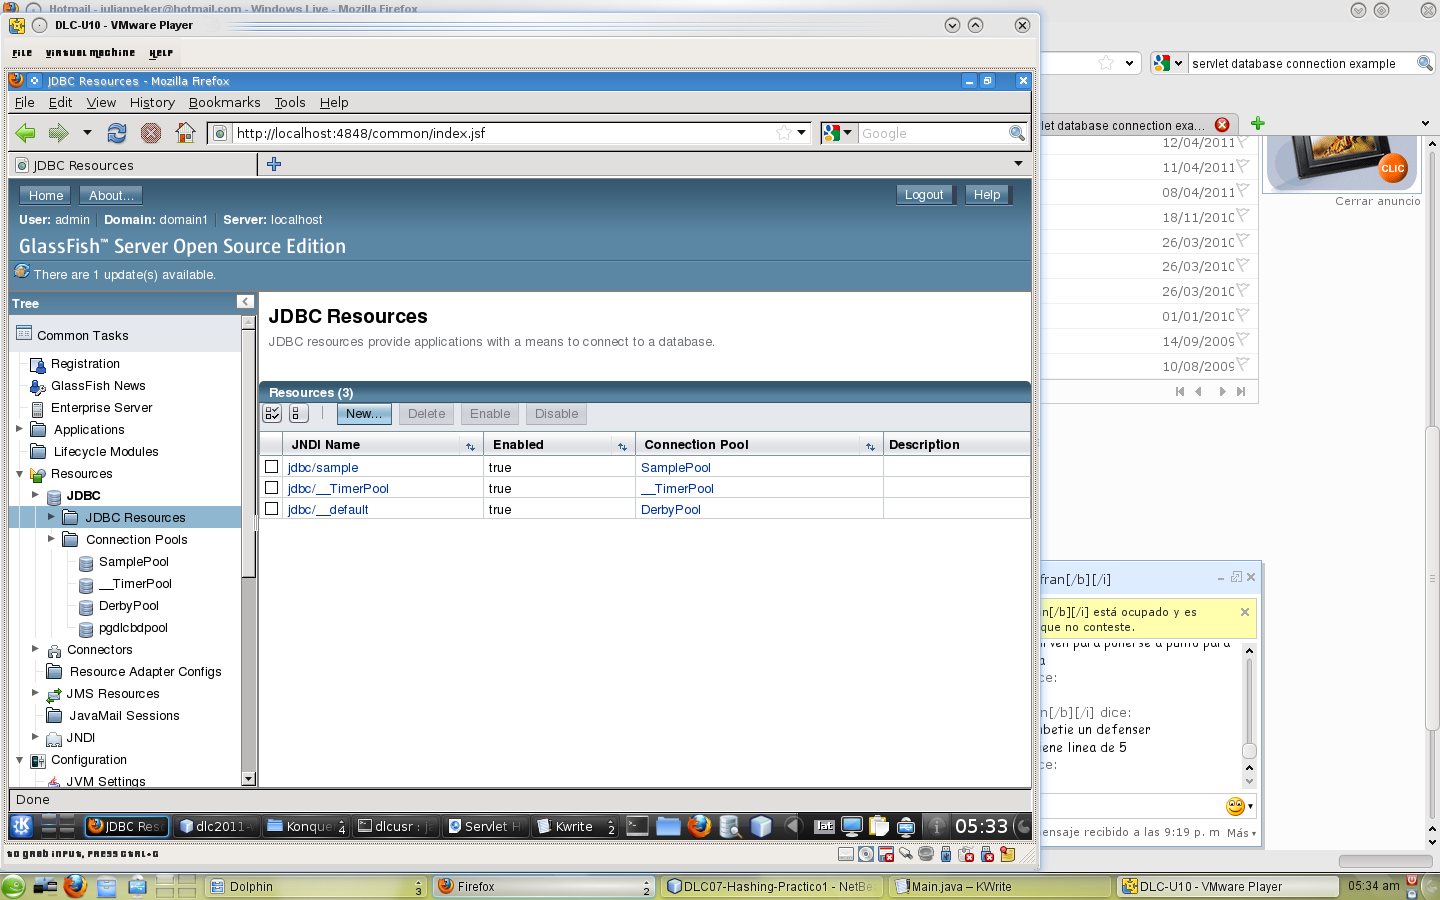 Hotmail - julianpeker@hotmail.com - Windows Live - Mozilla Firefox
DLC-U10 - VMware Player
File Virtual Machine Help
JDBC Resources - Mozilla Firefox
servlet database connection example
File Edit View History Bookmarks Tools Help
http://localhost:4848/common/index.jsf
Google
let database connection exa...
JDBC Resources
12/04/2011
11/04/2011
08/04/2011
18/11/2010
26/03/2010
26/03/2010
26/03/2010
01/01/2010
14/09/2009
10/08/2009
CLIC
Cerrar anuncio
Home About... Logout Help
User: admin Domain: domain1 Server: localhost
GlassFish™ Server Open Source Edition
There are 1 update(s) available.
Tree
Common Tasks
Registration
GlassFish News
Enterprise Server
Applications
Lifecycle Modules
Resources
JDBC
JDBC Resources
Connection Pools
SamplePool
__TimerPool
DerbyPool
pgdlcbdpool
Connectors
Resource Adapter Configs
JMS Resources
JavaMail Sessions
JNDI
Configuration
JVM Settings
JDBC Resources
JDBC resources provide applications with a means to connect to a database.
Resources (3)
New... Delete Enable Disable
JNDI Name Enabled Connection Pool Description
jdbc/sample true SamplePool
jdbc/__TimerPool true __TimerPool
jdbc/__default true DerbyPool
fran[/b][/i]
n[/b][/i] está ocupado y es
que no conteste.
ven para ponerse a punto para
a
ce:
n[/b][/i] dice:
betie un defenser
ene linea de 5
ce:
ensaje recibido a las 9:19 p. m Más
Done
JDBC Res dlc2011- Konque 4 dlcusr : ja Servlet H Kwrite 2 lat 05:33
To grab input, press Ctrl+G
Dolphin 3 Firefox 2 DLC07-Hashing-Practico1 - NetBe Main.java – KWrite DLC-U10 - VMware Player 05:34 am